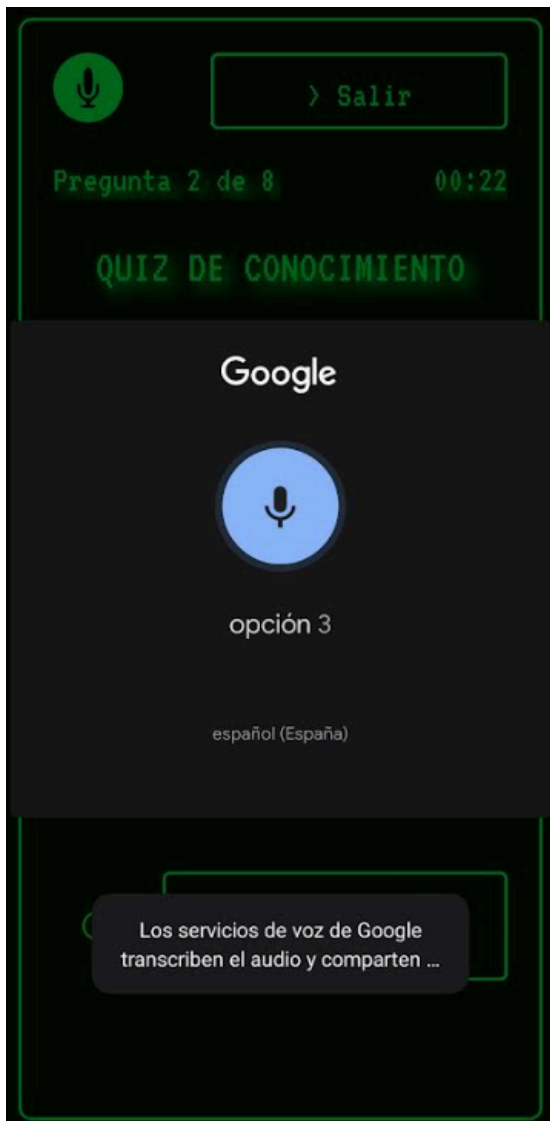 > Salir
Pregunta 2 de 8 00:22
QUIZ DE CONOCIMIENTO
Google
opción 3
español (España)
Los servicios de voz de Google
transcriben el audio y comparten ...